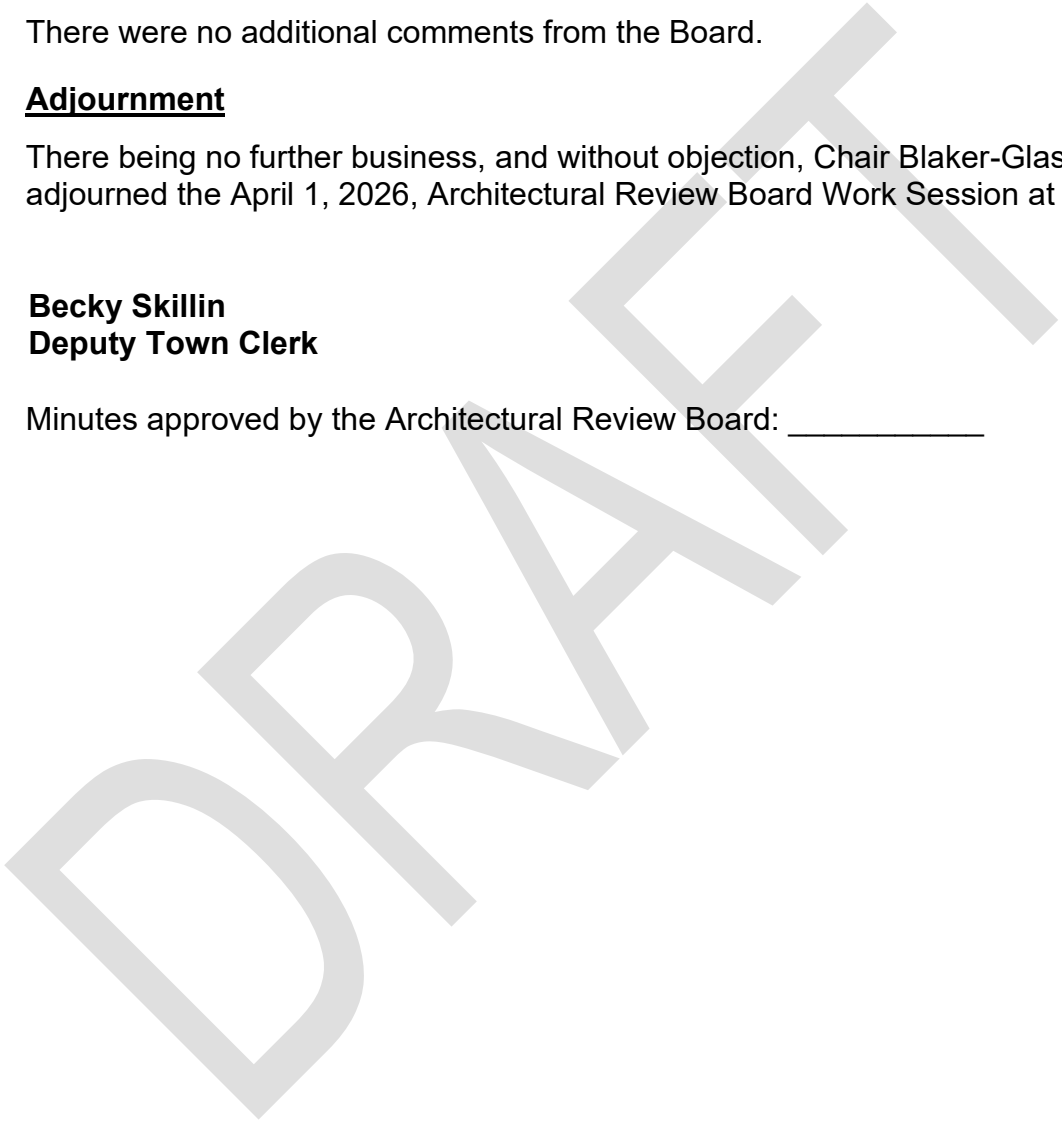 There were no additional comments from the Board.
Adjournment
There being no further business, and without objection, Chair Blaker-Glas
adjourned the April 1, 2026, Architectural Review Board Work Session at
Becky Skillin
Deputy Town Clerk
Minutes approved by the Architectural Review Board: ___________
DRAFT